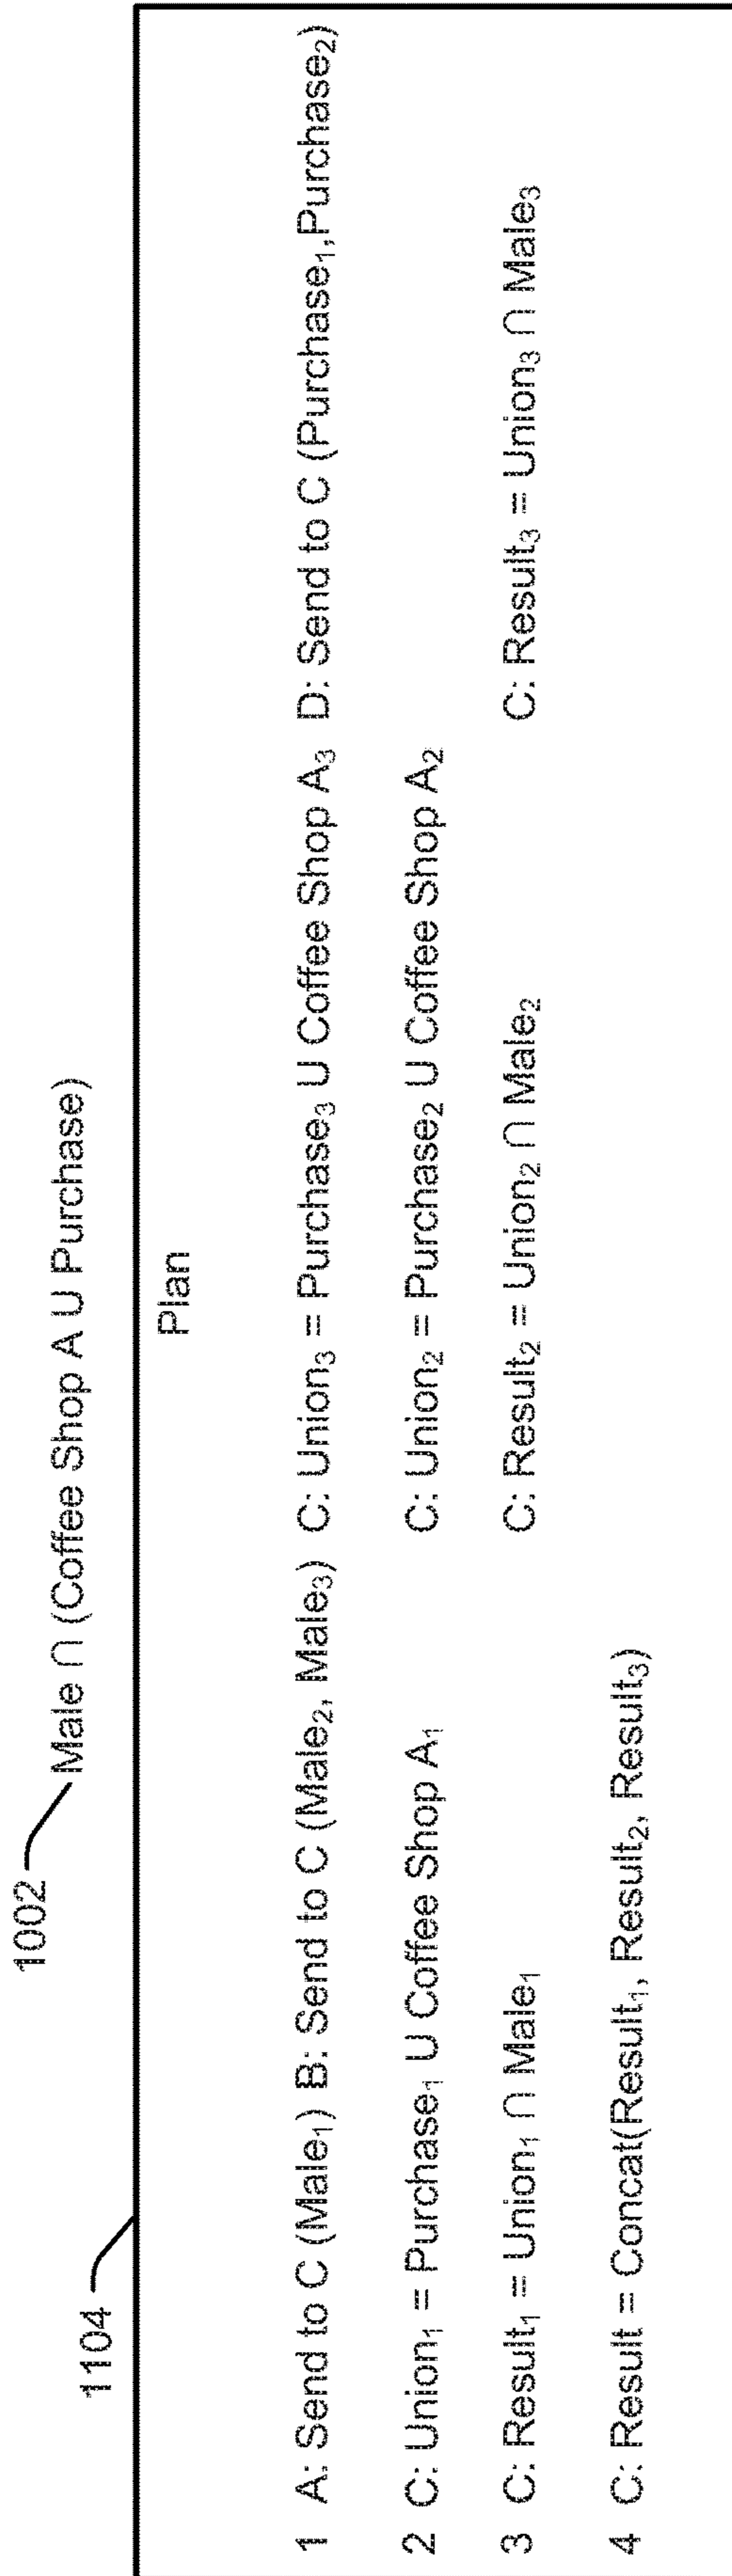 1002
Male ∩ (Coffee Shop A U Purchase)
1104
Plan
1 A: Send to C (Male₁) B: Send to C (Male₂, Male₃) C: Union₃ = Purchase₃ U Coffee Shop A₃ D: Send to C (Purchase₁,Purchase₂)
2 C: Union₁ = Purchase₁ U Coffee Shop A₁ C: Union₂ = Purchase₂ U Coffee Shop A₂
3 C: Result₁ = Union₁ ∩ Male₁ C: Result₂ = Union₂ ∩ Male₂ C: Result₃ = Union₃ ∩ Male₃
4 C: Result = Concat(Result₁, Result₂, Result₃)